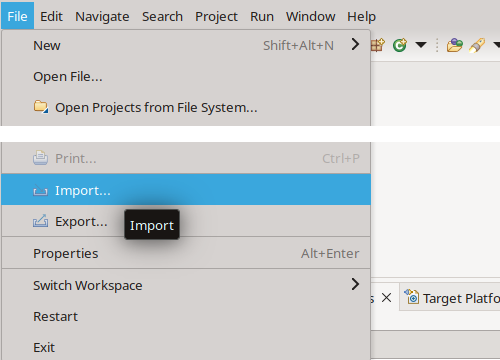 File Edit Navigate Search Project Run Window Help
New Shift+Alt+N
Open File...
Open Projects from File System...
Print... Ctrl+P
Import...
Export...
Import
Properties Alt+Enter
Switch Workspace
s Target Platfo
Restart
Exit